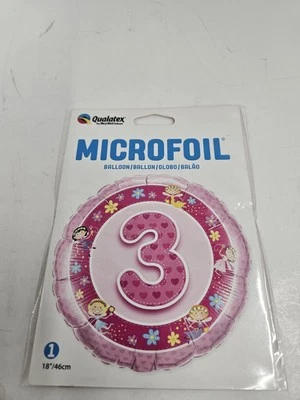 Qualatex
MICROFOIL®
BALLOON/BALLON/GLOBO/BALÃO
3
1
18"/46cm